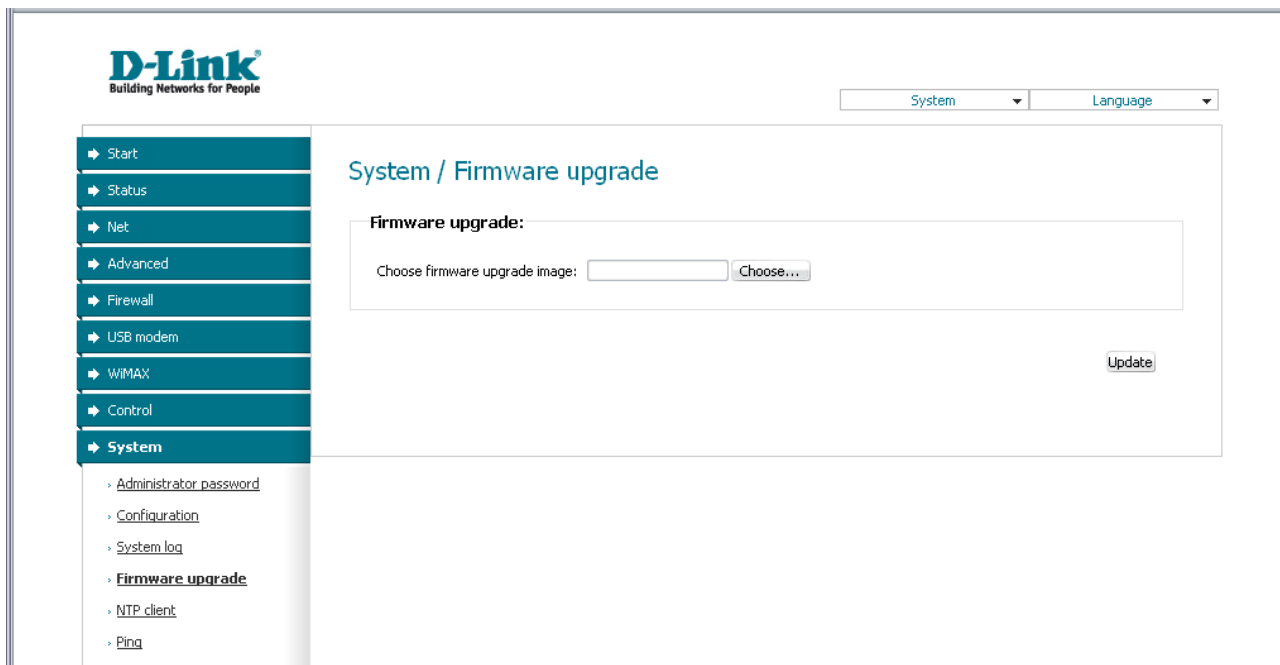 D-Link
Building Networks for People
System Language
Start
Status
Net
Advanced
Firewall
USB modem
WiMAX
Control
System
Administrator password
Configuration
System log
Firmware upgrade
NTP client
Ping
System / Firmware upgrade
Firmware upgrade:
Choose firmware upgrade image: Choose...
Update